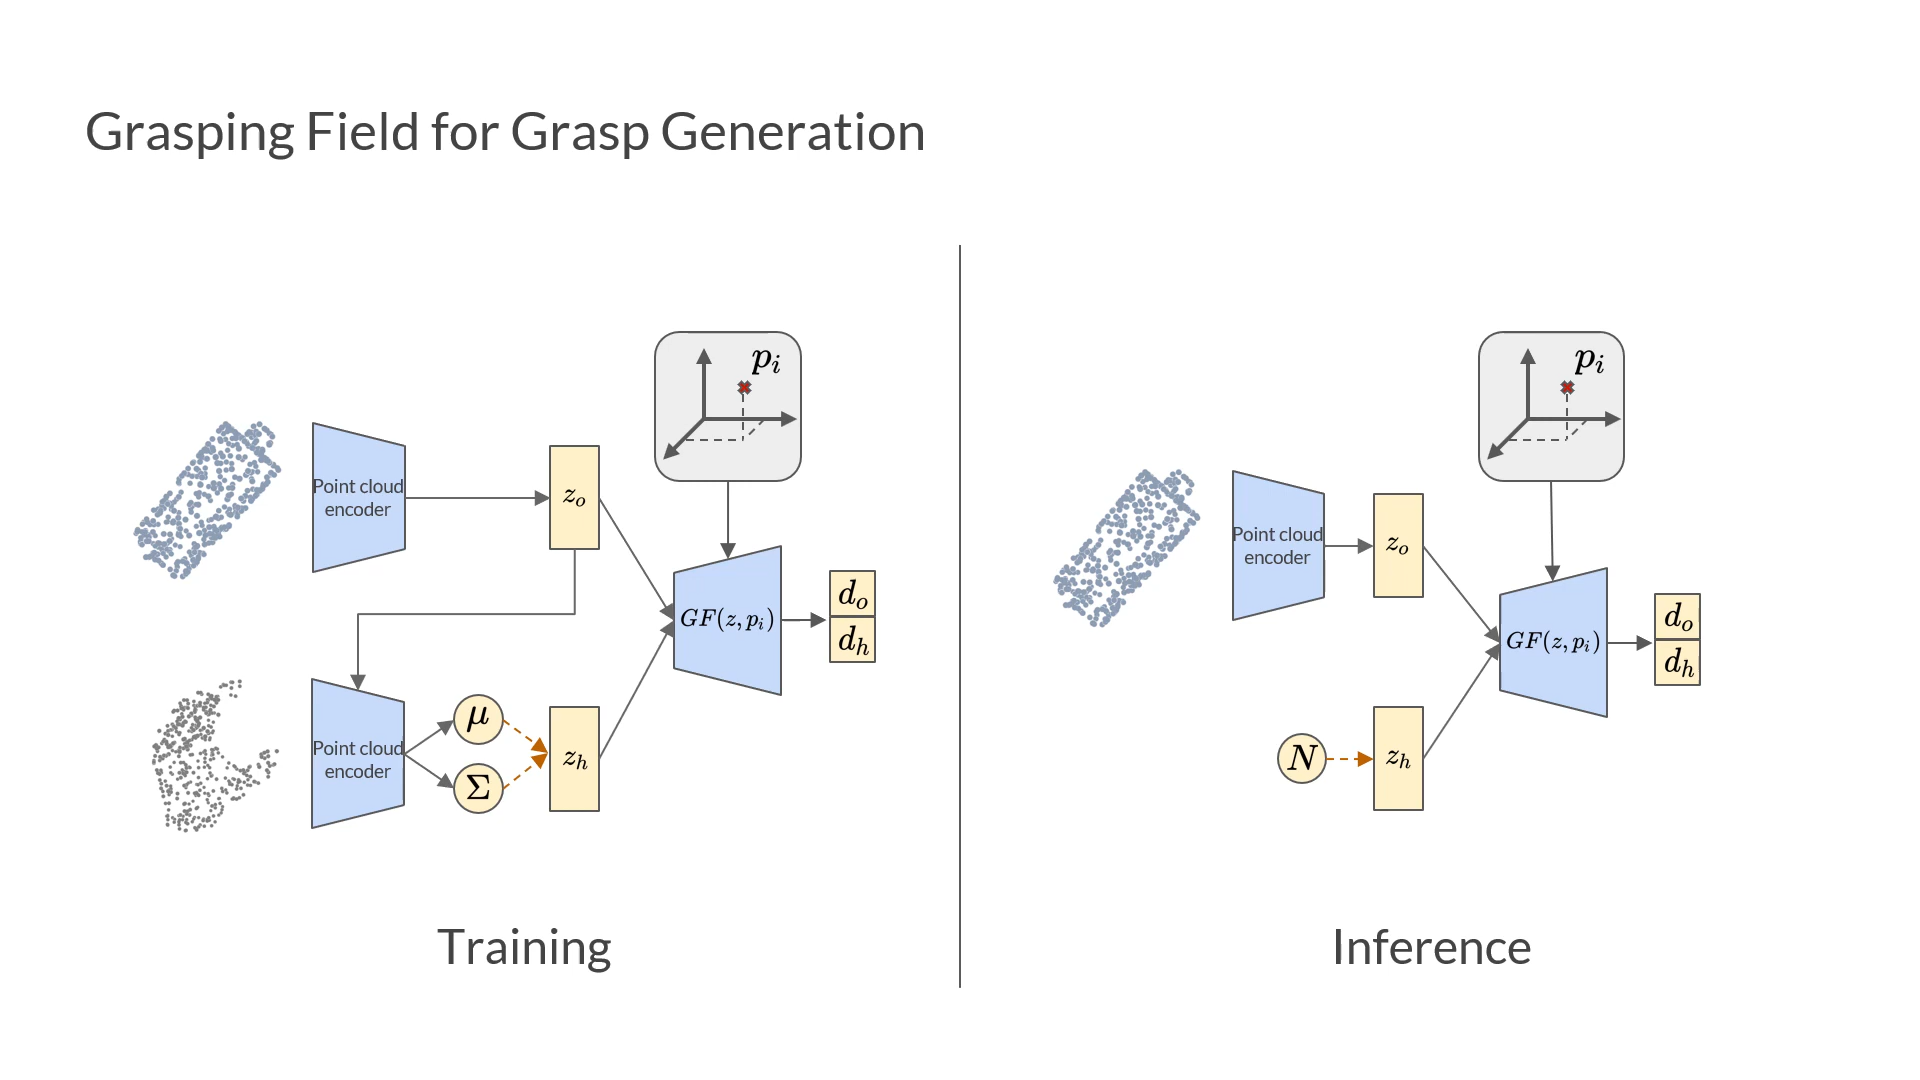 Grasping Field for Grasp Generation
Point cloud
encoder
z_o
p_i
GF(z, p_i)
d_o
d_h
Point cloud
encoder
μ
Σ
z_h
Training
Point cloud
encoder
z_o
p_i
GF(z, p_i)
d_o
d_h
N
z_h
Inference